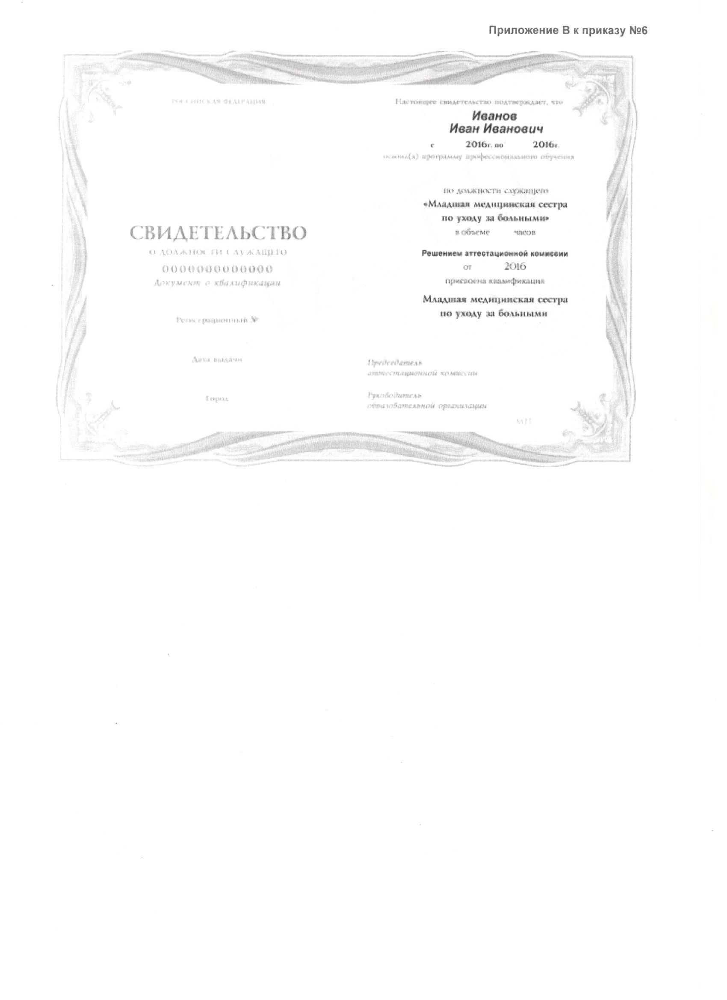 Приложение В к приказу №6
РОССИЙСКАЯ ФЕДЕРАЦИЯ
СВИДЕТЕЛЬСТВО
О ДОЛЖНОСТИ СЛУЖАЩЕГО
0000000000000
Документ о квалификации
Регистрационный №
Дата выдачи
Город
Настоящее свидетельство подтверждает, что
Иванов
Иван Иванович
с 2016г. по 2016г.
освоил(а) программу профессионального обучения
по должности служащего
«Младшая медицинская сестра
по уходу за больными»
в объеме часов
Решением аттестационной комиссии
от 2016
присвоена квалификация
Младшая медицинская сестра
по уходу за больными
Председатель
аттестационной комиссии
Руководитель
образовательной организации
МП